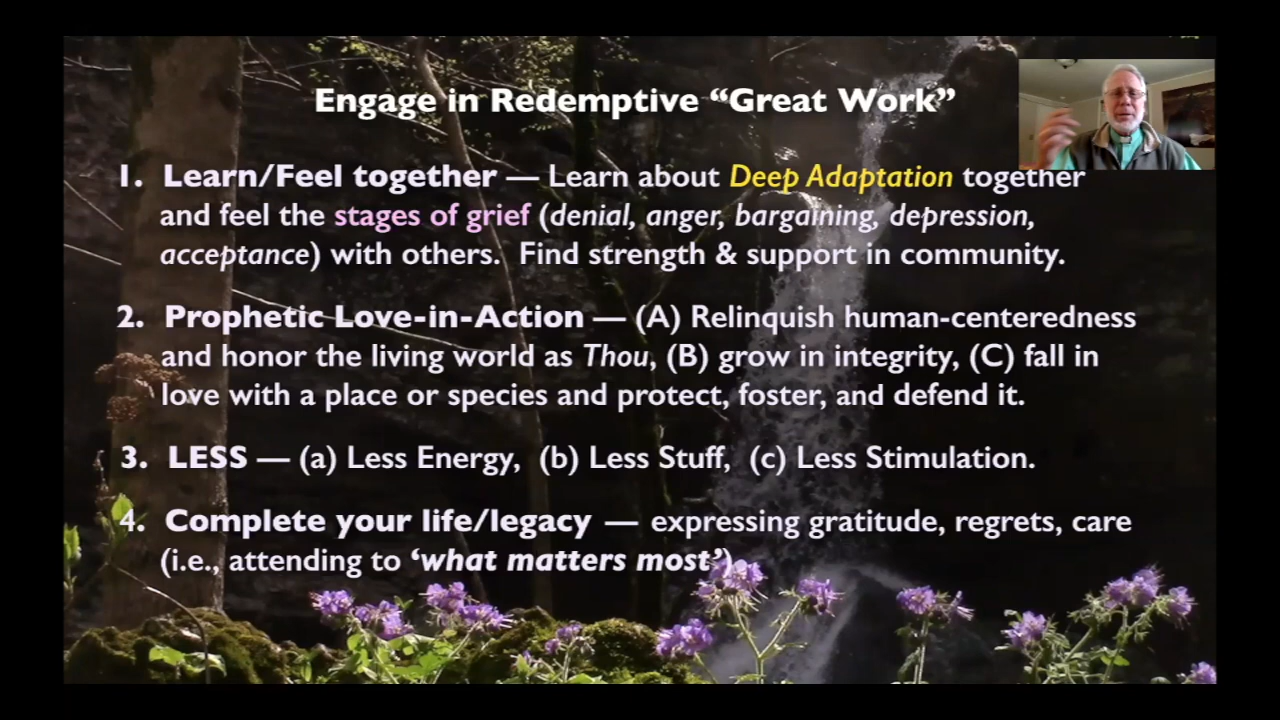 Engage in Redemptive “Great Work”
1. Learn/Feel together — Learn about Deep Adaptation together
and feel the stages of grief (denial, anger, bargaining, depression,
acceptance) with others. Find strength & support in community.
2. Prophetic Love-in-Action — (A) Relinquish human-centeredness
and honor the living world as Thou, (B) grow in integrity, (C) fall in
love with a place or species and protect, foster, and defend it.
3. LESS — (a) Less Energy, (b) Less Stuff, (c) Less Stimulation.
4. Complete your life/legacy — expressing gratitude, regrets, care
(i.e., attending to ‘what matters most’).